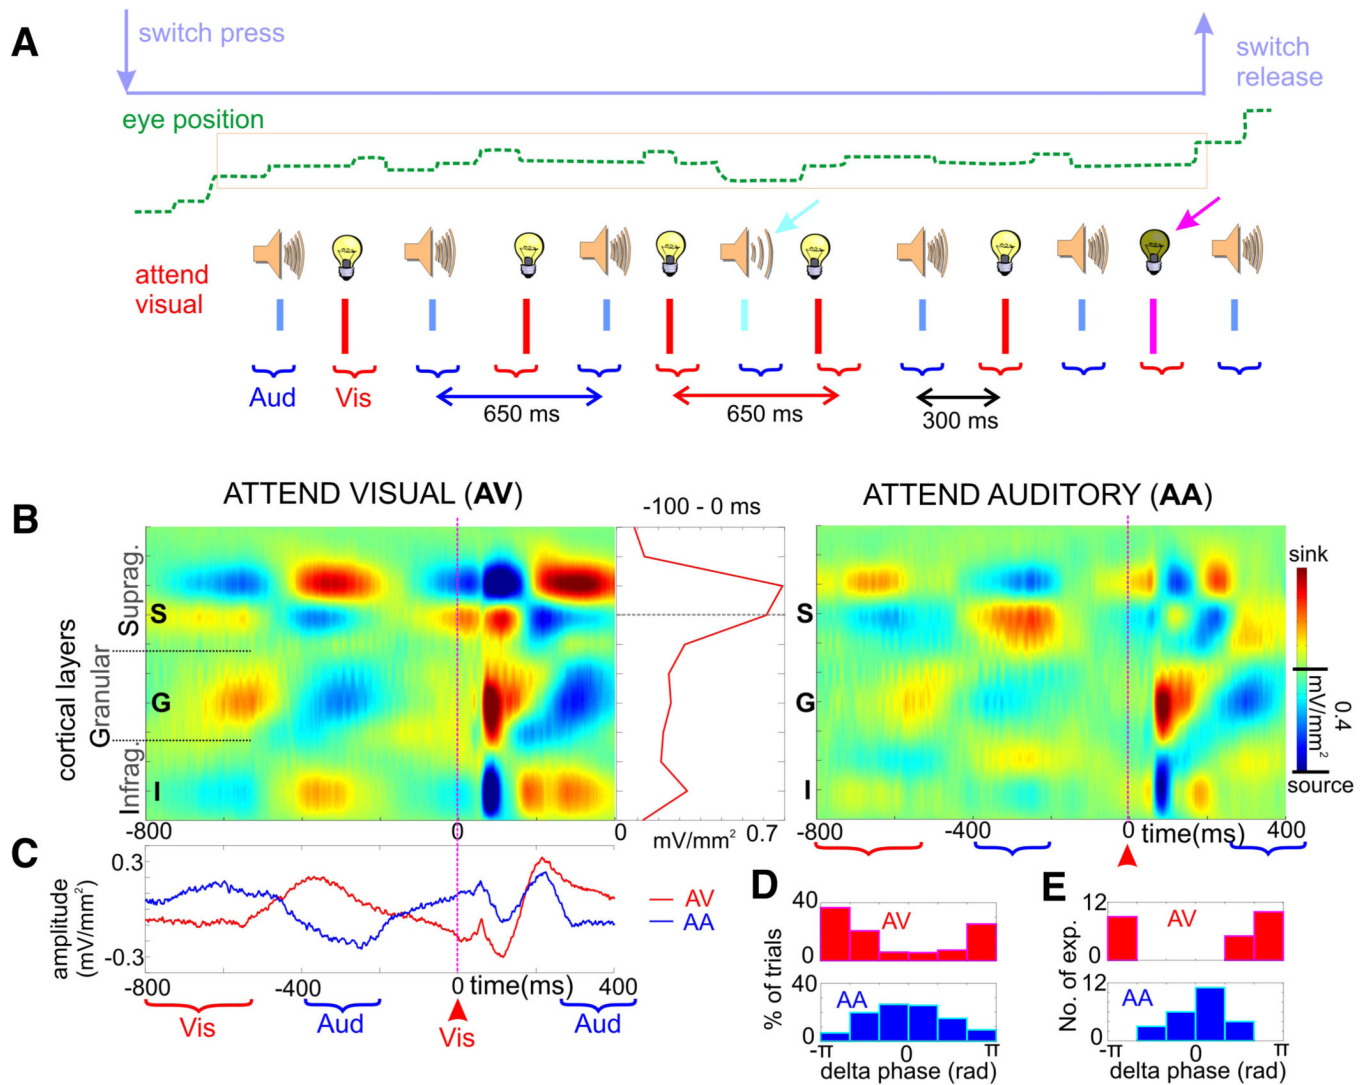 A
switch press
switch
release
eye position
attend
visual
Aud
Vis
650 ms
650 ms
300 ms
B
ATTEND VISUAL (AV)
-100 - 0 ms
ATTEND AUDITORY (AA)
cortical layers
Suprag.
Granular
Infrag.
S
G
I
-800
0
0
mV/mm²
0.7
S
G
I
-800
-400
0
time(ms)
400
sink
0.4
mV/mm²
source
C
amplitude
(mV/mm²)
0.3
-0.3
-800
-400
0
time(ms)
400
AV
AA
Vis
Aud
Vis
Aud
D
% of trials
40
0
AV
40
0
AA
-π
0
π
delta phase (rad)
E
No. of exp.
12
0
AV
12
0
AA
-π
0
π
delta phase (rad)